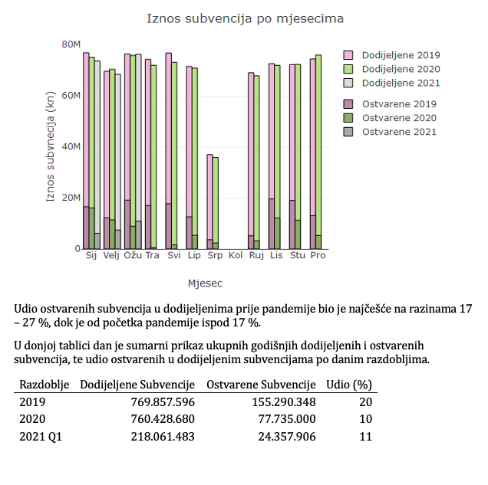 Iznos subvencija po mjesecima
Iznos subvnecija (kn)
80M
60M
40M
20M
0
Sij Velj Ožu Tra Svi Lip Srp Kol Ruj Lis Stu Pro
Mjesec
Dodijeljene 2019
Dodijeljene 2020
Dodijeljene 2021
Ostvarene 2019
Ostvarene 2020
Ostvarene 2021
Udio ostvarenih subvencija u dodijeljenima prije pandemije bio je najčešće na razinama 17
– 27 %, dok je od početka pandemije ispod 17 %.
U donjoj tablici dan je sumarni prikaz ukupnih godišnjih dodijeljenih i ostvarenih
subvencija, te udio ostvarenih u dodijeljenim subvencijama po danim razdobljima.
Razdoblje Dodijeljene Subvencije Ostvarene Subvencije Udio (%)
2019 769.857.596 155.290.348 20
2020 760.428.680 77.735.000 10
2021 Q1 218.061.483 24.357.906 11